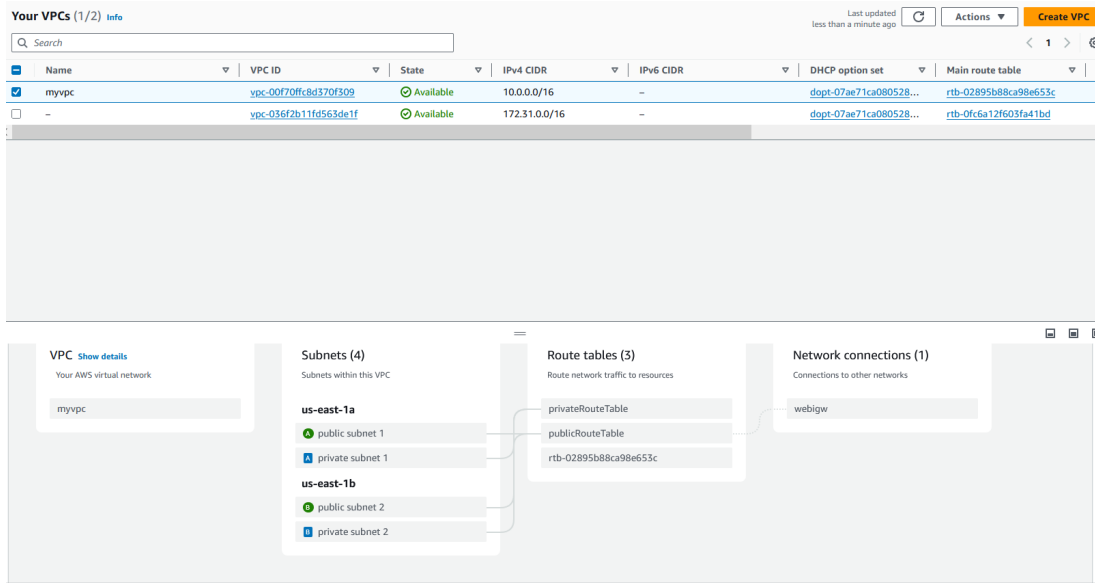 Your VPCs (1/2) Info
Last updated
less than a minute ago
Actions
Create VPC
Search
1
Name VPC ID State IPv4 CIDR IPv6 CIDR DHCP option set Main route table
myvpc vpc-00f70ffc8d370f309 Available 10.0.0.0/16 – dopt-07ae71ca080528... rtb-02895b88ca98e653c
– vpc-036f2b11fd563de1f Available 172.31.0.0/16 – dopt-07ae71ca080528... rtb-0fc6a12f603fa41bd
VPC Show details
Your AWS virtual network
myvpc
Subnets (4)
Subnets within this VPC
us-east-1a
A public subnet 1
A private subnet 1
us-east-1b
B public subnet 2
B private subnet 2
Route tables (3)
Route network traffic to resources
privateRouteTable
publicRouteTable
rtb-02895b88ca98e653c
Network connections (1)
Connections to other networks
webigw